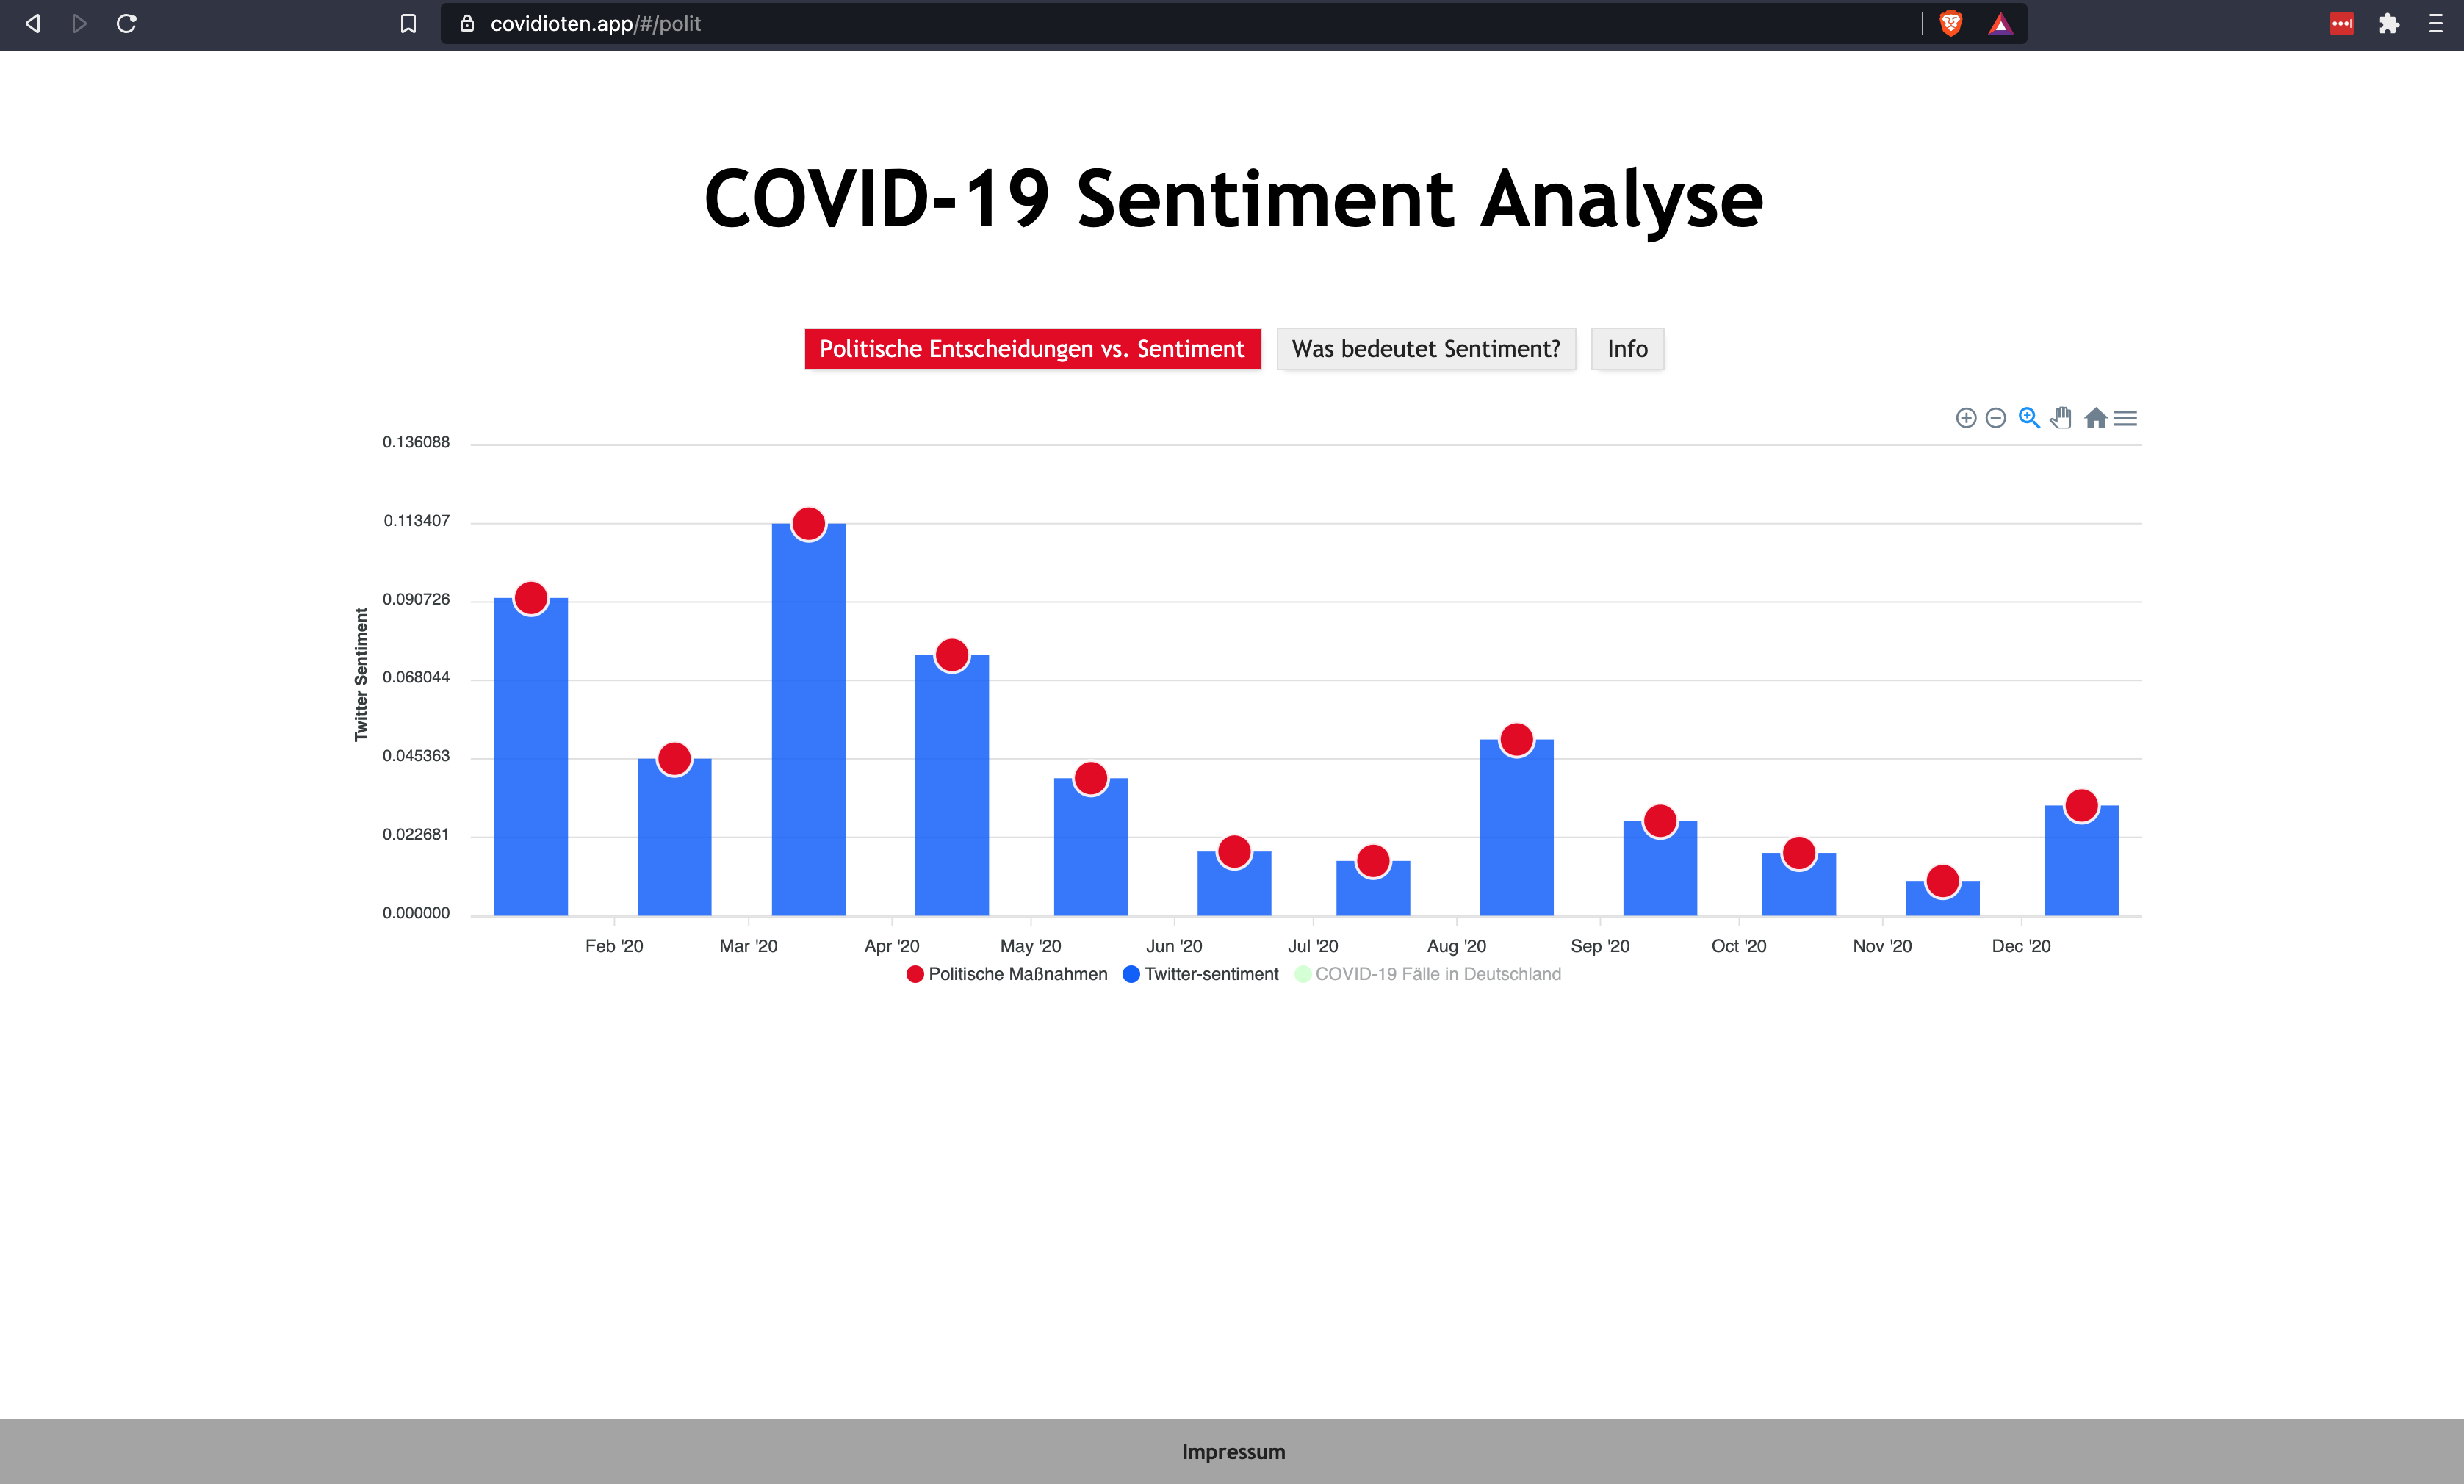 covidioten.app/#/polit
COVID-19 Sentiment Analyse
Politische Entscheidungen vs. Sentiment
Was bedeutet Sentiment?
Info
Twitter Sentiment
0.136088
0.113407
0.090726
0.068044
0.045363
0.022681
0.000000
Feb '20 Mar '20 Apr '20 May '20 Jun '20 Jul '20 Aug '20 Sep '20 Oct '20 Nov '20 Dec '20
Politische Maßnahmen Twitter-sentiment COVID-19 Fälle in Deutschland
Impressum